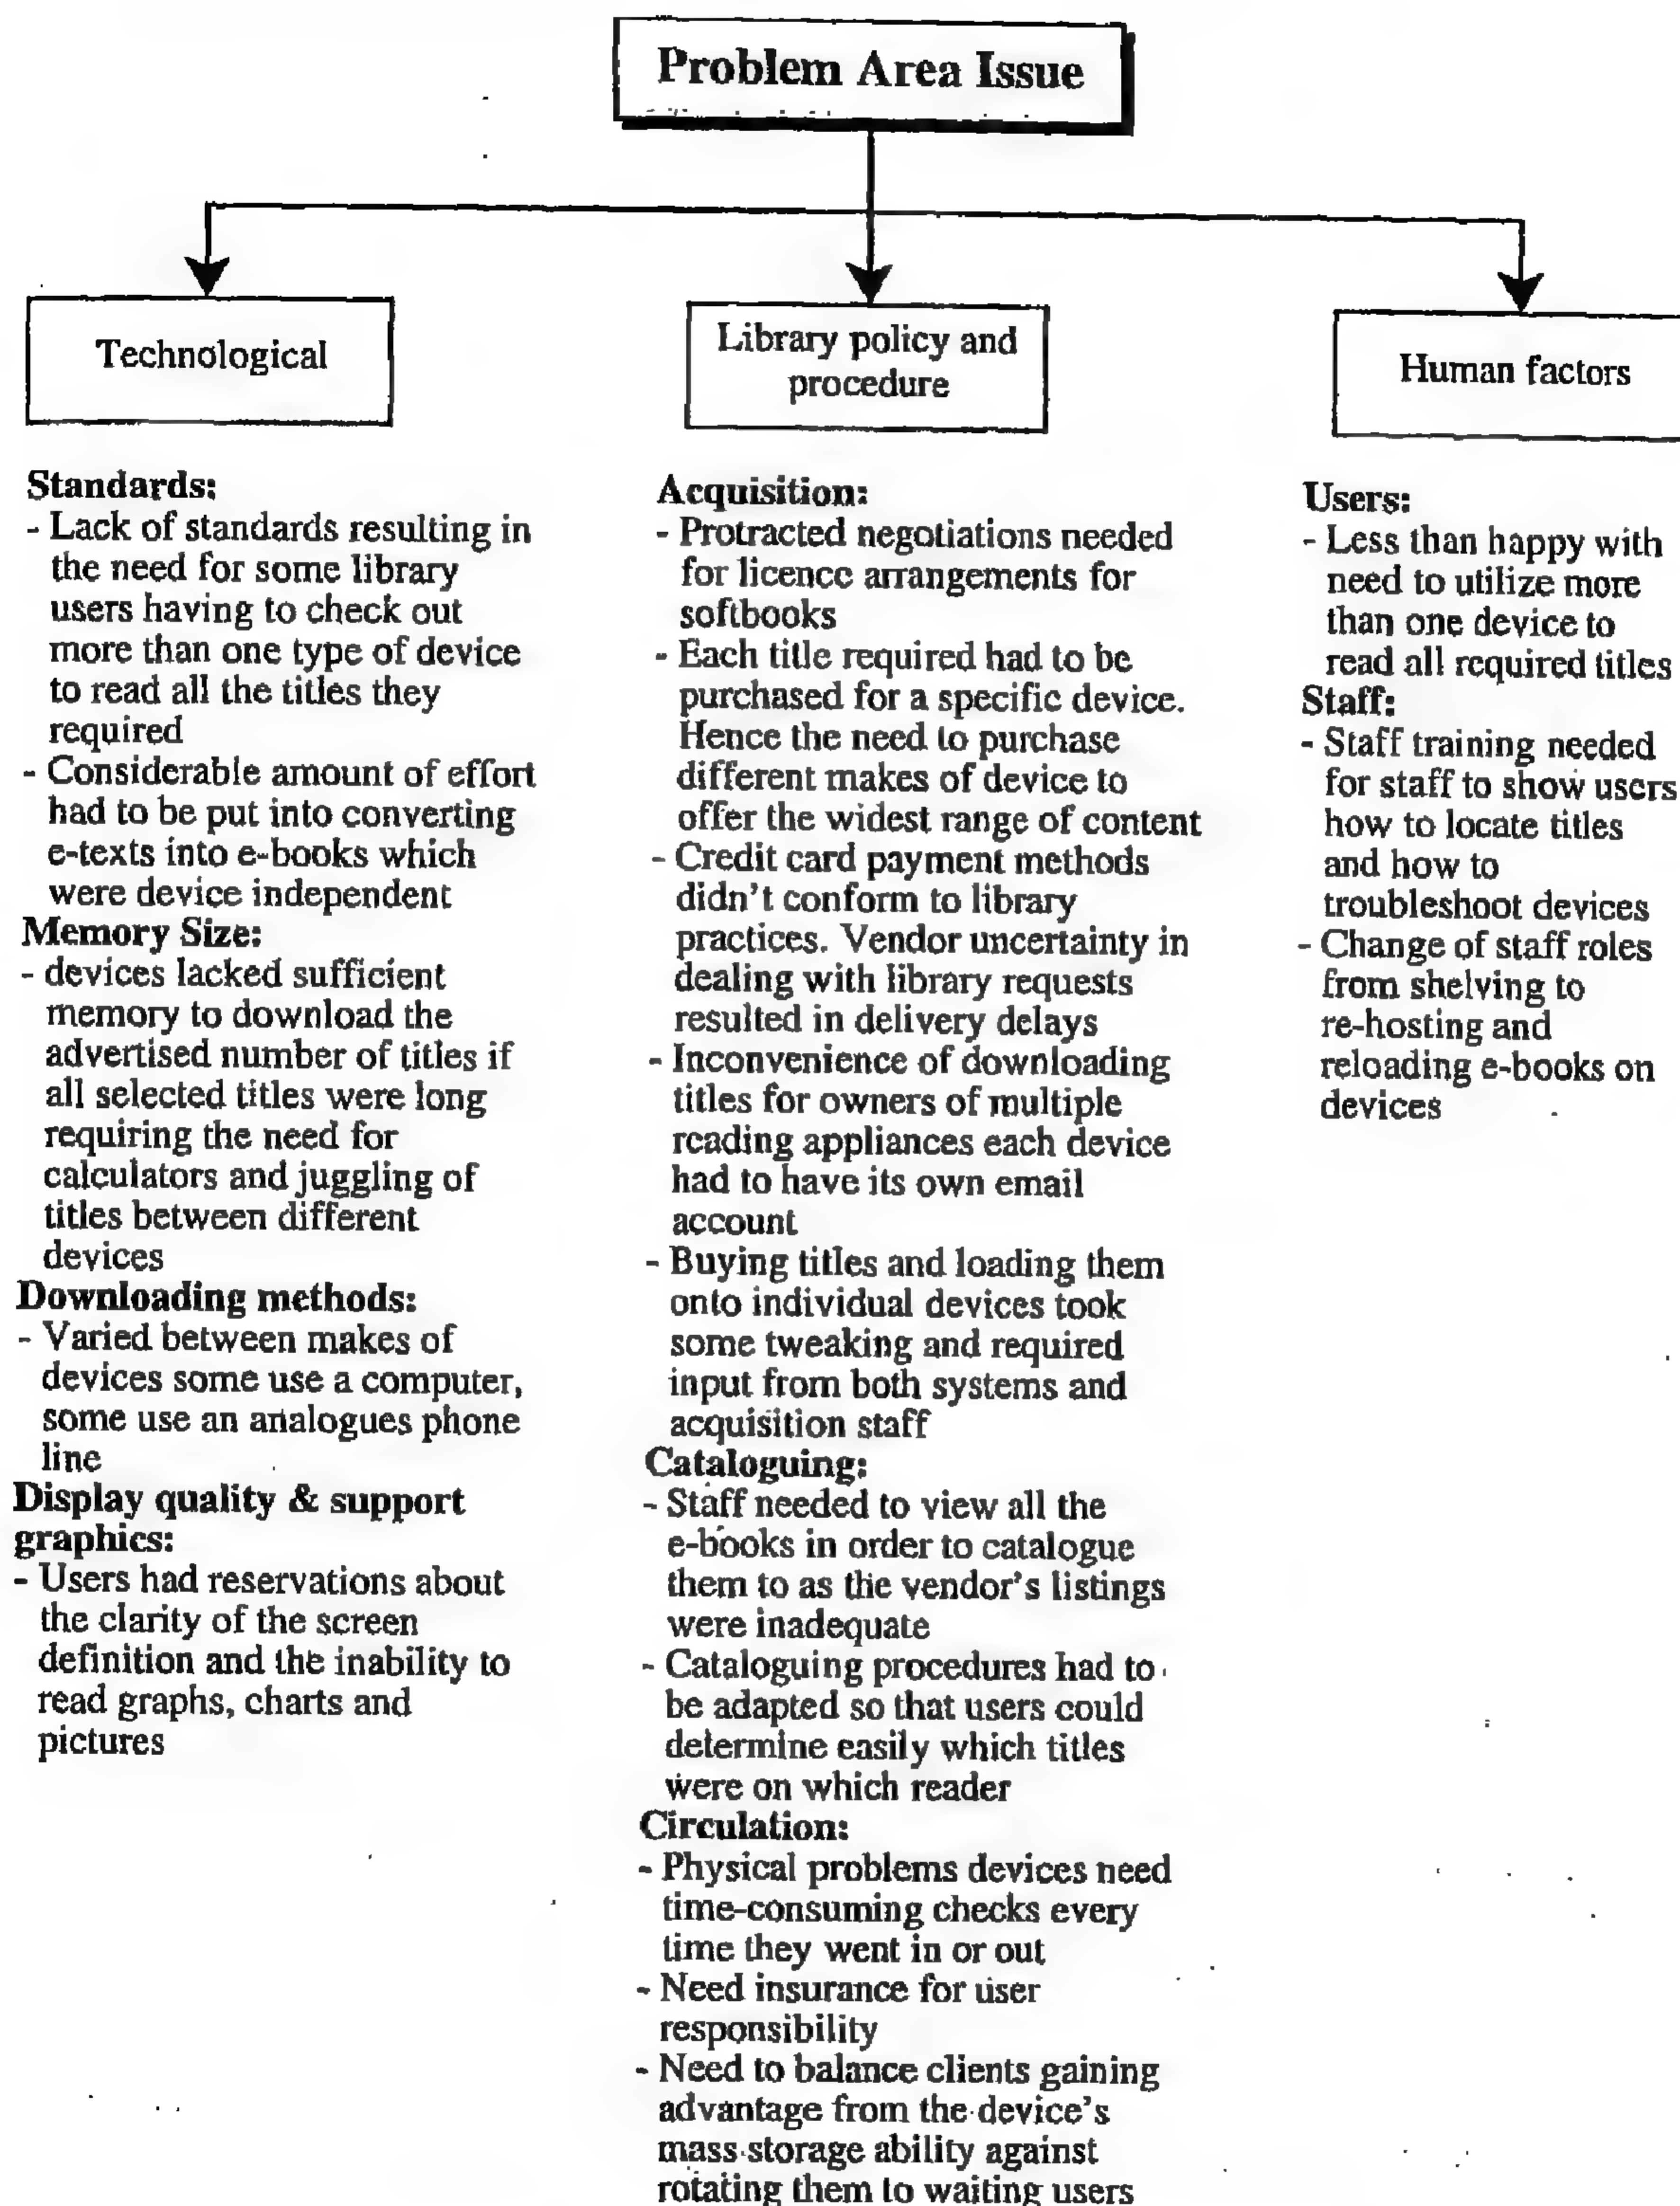 Problem Area Issue
Technological
Library policy and
procedure
Human factors
Standards:
- Lack of standards resulting in
the need for some library
users having to check out
more than one type of device
to read all the titles they
required
- Considerable amount of effort
had to be put into converting
e-texts into e-books which
were device independent
Memory Size:
- devices lacked sufficient
memory to download the
advertised number of titles if
all selected titles were long
requiring the need for
calculators and juggling of
titles between different
devices
Downloading methods:
- Varied between makes of
devices some use a computer,
some use an analogues phone
line
Display quality & support
graphics:
- Users had reservations about
the clarity of the screen
definition and the inability to
read graphs, charts and
pictures
Acquisition:
- Protracted negotiations needed
for licence arrangements for
softbooks
- Each title required had to be
purchased for a specific device.
Hence the need to purchase
different makes of device to
offer the widest range of content
- Credit card payment methods
didn't conform to library
practices. Vendor uncertainty in
dealing with library requests
resulted in delivery delays
- Inconvenience of downloading
titles for owners of multiple
reading appliances each device
had to have its own email
account
- Buying titles and loading them
onto individual devices took
some tweaking and required
input from both systems and
acquisition staff
Cataloguing:
- Staff needed to view all the
e-books in order to catalogue
them to as the vendor's listings
were inadequate
- Cataloguing procedures had to
be adapted so that users could
determine easily which titles
were on which reader
Circulation:
- Physical problems devices need
time-consuming checks every
time they went in or out
- Need insurance for user
responsibility
- Need to balance clients gaining
advantage from the device's
mass storage ability against
rotating them to waiting users
Users:
- Less than happy with
need to utilize more
than one device to
read all required titles
Staff:
- Staff training needed
for staff to show users
how to locate titles
and how to
troubleshoot devices
- Change of staff roles
from shelving to
re-hosting and
reloading e-books on
devices